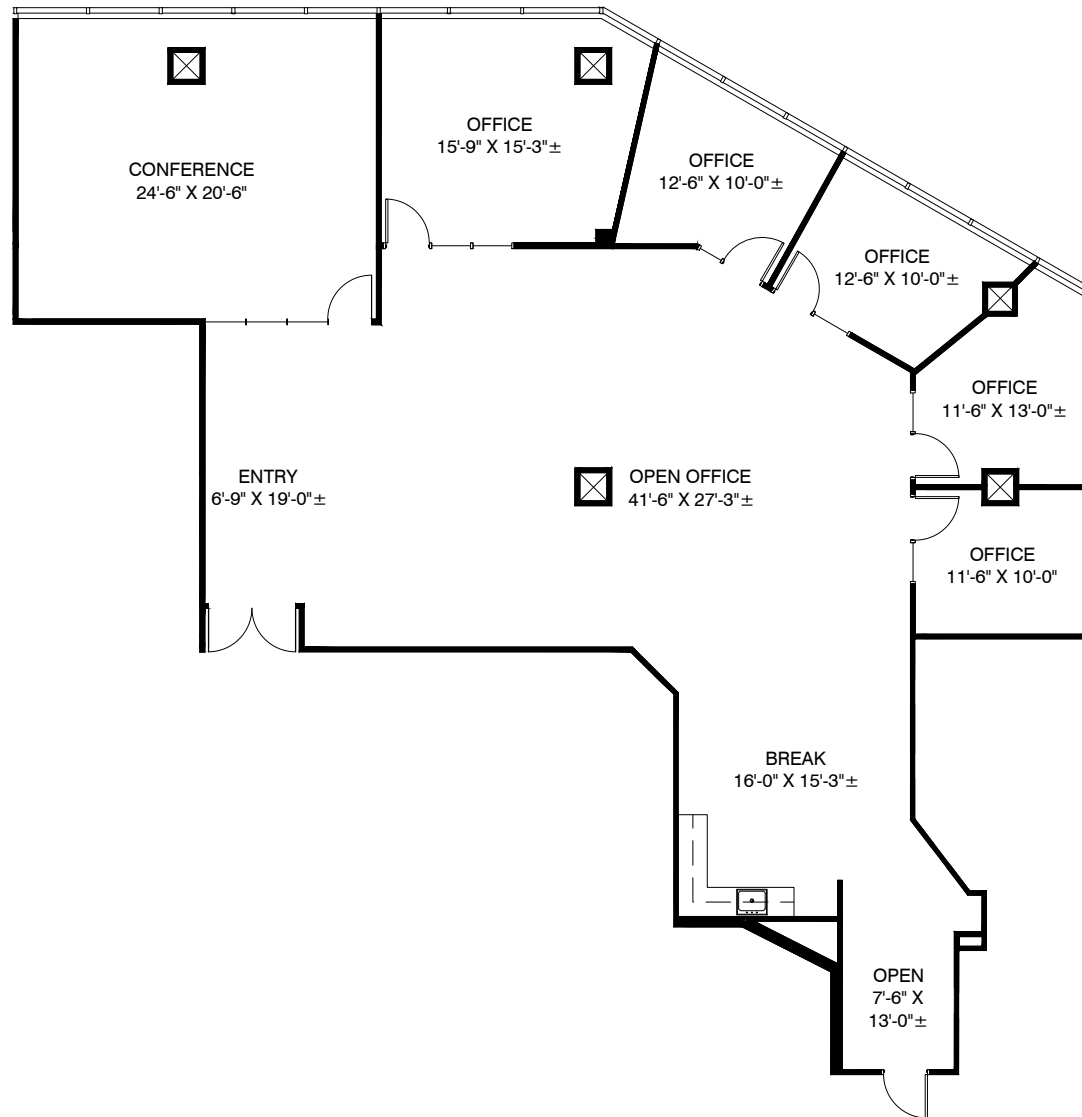 OFFICE
15'-9" X 15'-3"±
CONFERENCE
24'-6" X 20'-6"
OFFICE
12'-6" X 10'-0"±
OFFICE
12'-6" X 10'-0"±
OFFICE
11'-6" X 13'-0"±
ENTRY
6'-9" X 19'-0"±
OPEN OFFICE
41'-6" X 27'-3"±
OFFICE
11'-6" X 10'-0"
BREAK
16'-0" X 15'-3"±
OPEN
7'-6" X
13'-0"±